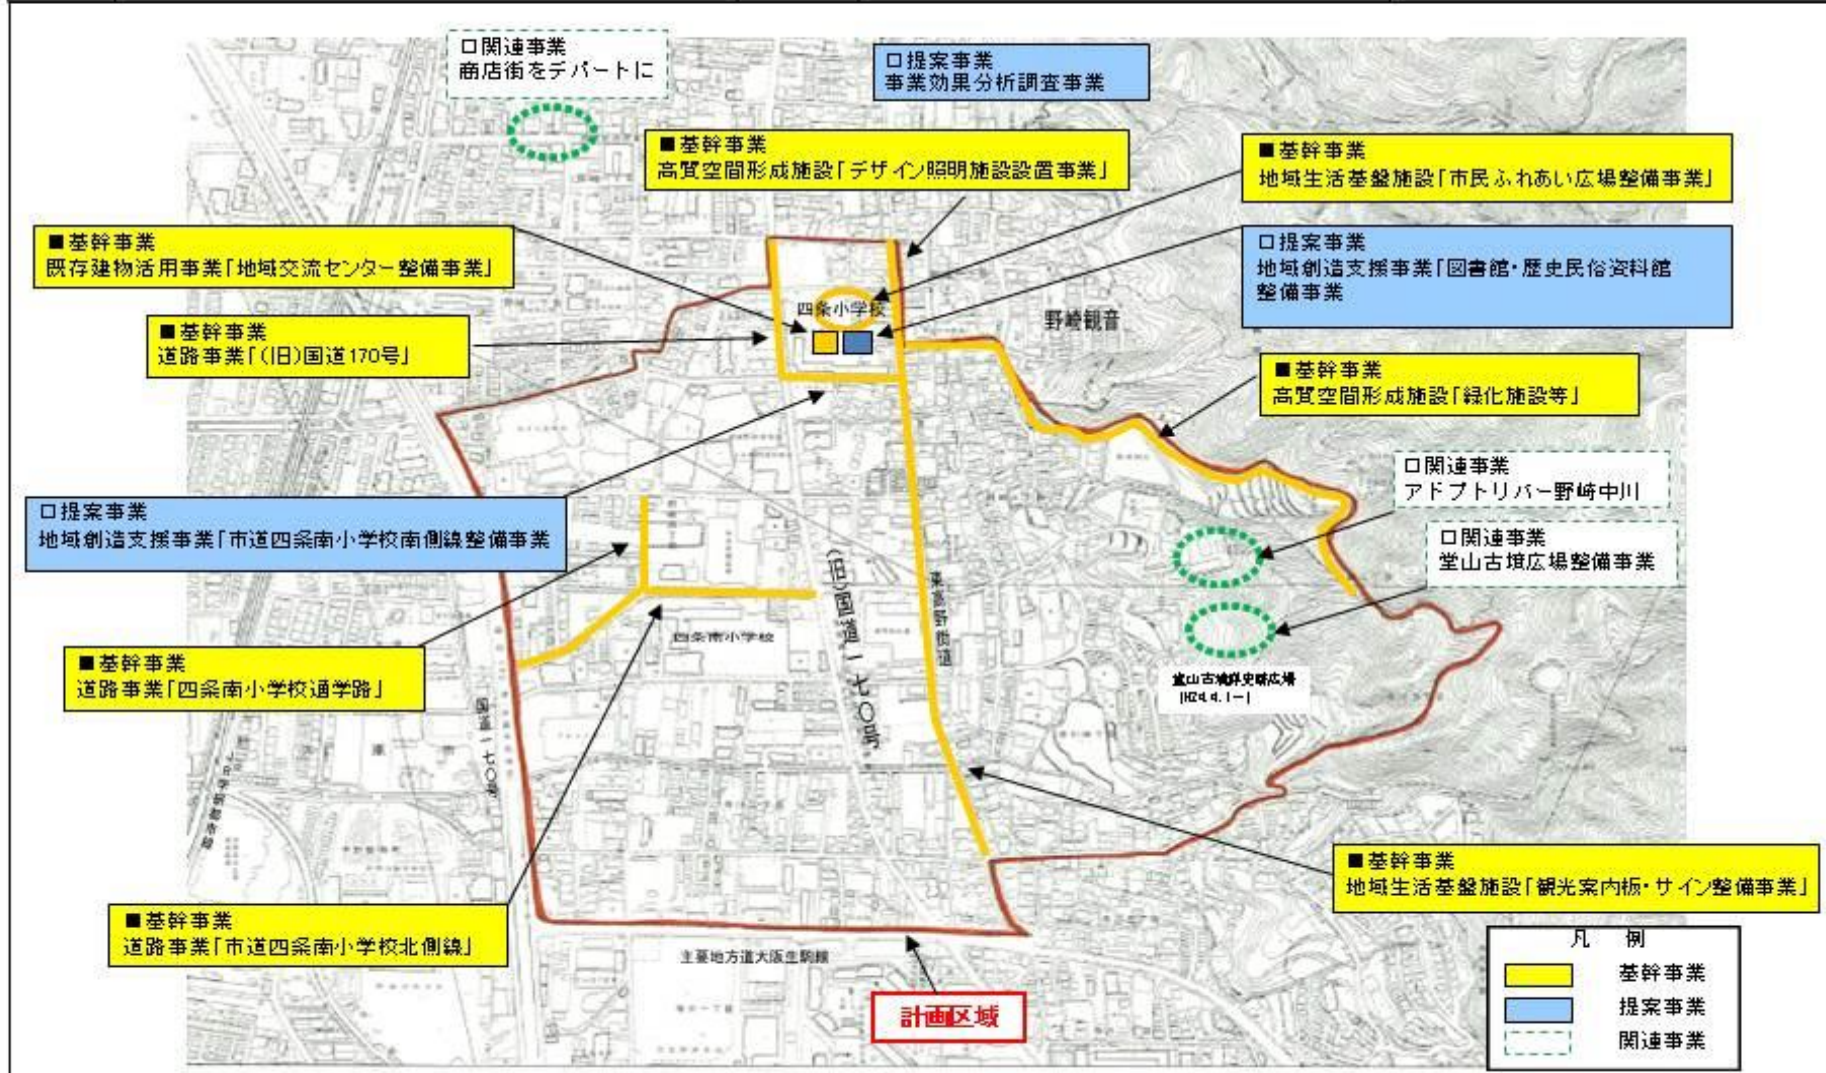 □関連事業
商店街をデパートに
□提案事業
事業効果分析調査事業
■基幹事業
高質空間形成施設「デザイン照明施設設置事業」
■基幹事業
地域生活基盤施設「市民ふれあい広場整備事業」
■基幹事業
既存建物活用事業「地域交流センター整備事業」
□提案事業
地域創造支援事業「図書館・歴史民俗資料館
整備事業
四条小学校
野崎観音
■基幹事業
道路事業「(旧)国道170号」
■基幹事業
高質空間形成施設「緑化施設等」
□関連事業
アドプトリバー野崎中川
□提案事業
地域創造支援事業「市道四条南小学校南側線整備事業
□関連事業
堂山古墳広場整備事業
(旧)国道一七〇号
東高野街道
四条南小学校
■基幹事業
道路事業「四条南小学校通学路」
堂山古墳群史跡広場
(H24.4.1-)
国道一七〇号
■基幹事業
地域生活基盤施設「観光案内板・サイン整備事業」
■基幹事業
道路事業「市道四条南小学校北側線」
主要地方道大阪生駒線
計画区域
凡 例
基幹事業
提案事業
関連事業